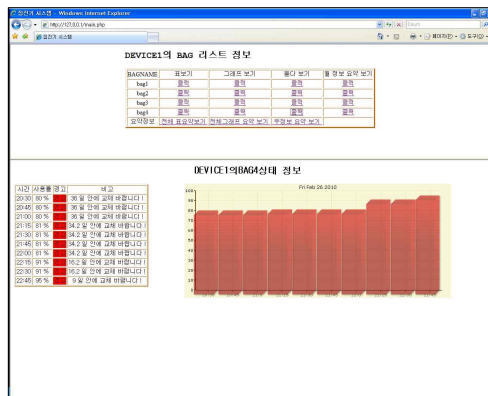 집진기 시스템 - Windows Internet Explorer
http://127.0.0.1/main.php
집진기 시스템
DEVICE1의 BAG 리스트 정보
BAGNAME 표보기 그래프 보기 둘다 보기 월 정보 요약 보기
bag1 클릭 클릭 클릭 클릭
bag2 클릭 클릭 클릭 클릭
bag3 클릭 클릭 클릭 클릭
bag4 클릭 클릭 클릭 클릭
요약정보 전체 표요약보기 전체그래프 요약 보기 주정보 요약 보기
DEVICE1의BAG4상태 정보
시간 사용률 경고 비고
20:30 80 % 36 일 안에 교체 바랍니다 !
20:45 80 % 36 일 안에 교체 바랍니다 !
21:00 80 % 36 일 안에 교체 바랍니다 !
21:15 81 % 34.2 일 안에 교체 바랍니다 !
21:30 81 % 34.2 일 안에 교체 바랍니다 !
21:45 81 % 34.2 일 안에 교체 바랍니다 !
22:00 81 % 34.2 일 안에 교체 바랍니다 !
22:15 91 % 16.2 일 안에 교체 바랍니다 !
22:30 91 % 16.2 일 안에 교체 바랍니다 !
22:45 95 % 9 일 안에 교체 바랍니다 !
Fri Feb 26 2010
100
90
80
70
60
50
40
30
20
10
0